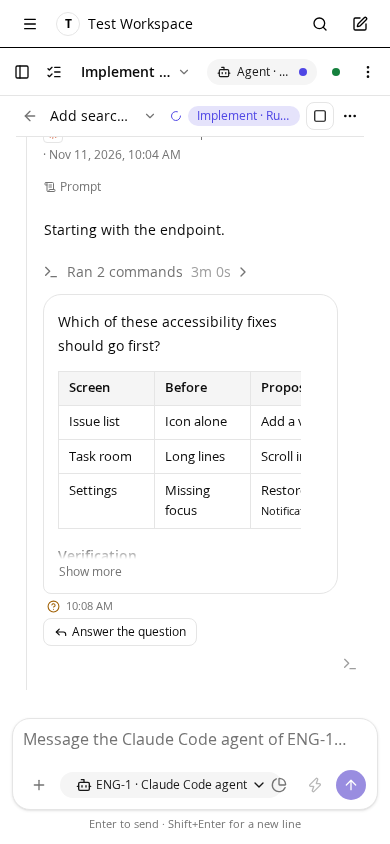 T Test Workspace
Implement ... Agent · ...
Add searc... Implement · Ru...
· Nov 11, 2026, 10:04 AM
Prompt
Starting with the endpoint.
Ran 2 commands 3m 0s
Which of these accessibility fixes
should go first?
Screen Before Propos
Issue list Icon alone Add a v
Task room Long lines Scroll in
Settings Missing focus Restor
Notificat
Verification
Show more
10:08 AM
Answer the question
Message the Claude Code agent of ENG-1...
ENG-1 · Claude Code agent
Enter to send · Shift+Enter for a new line